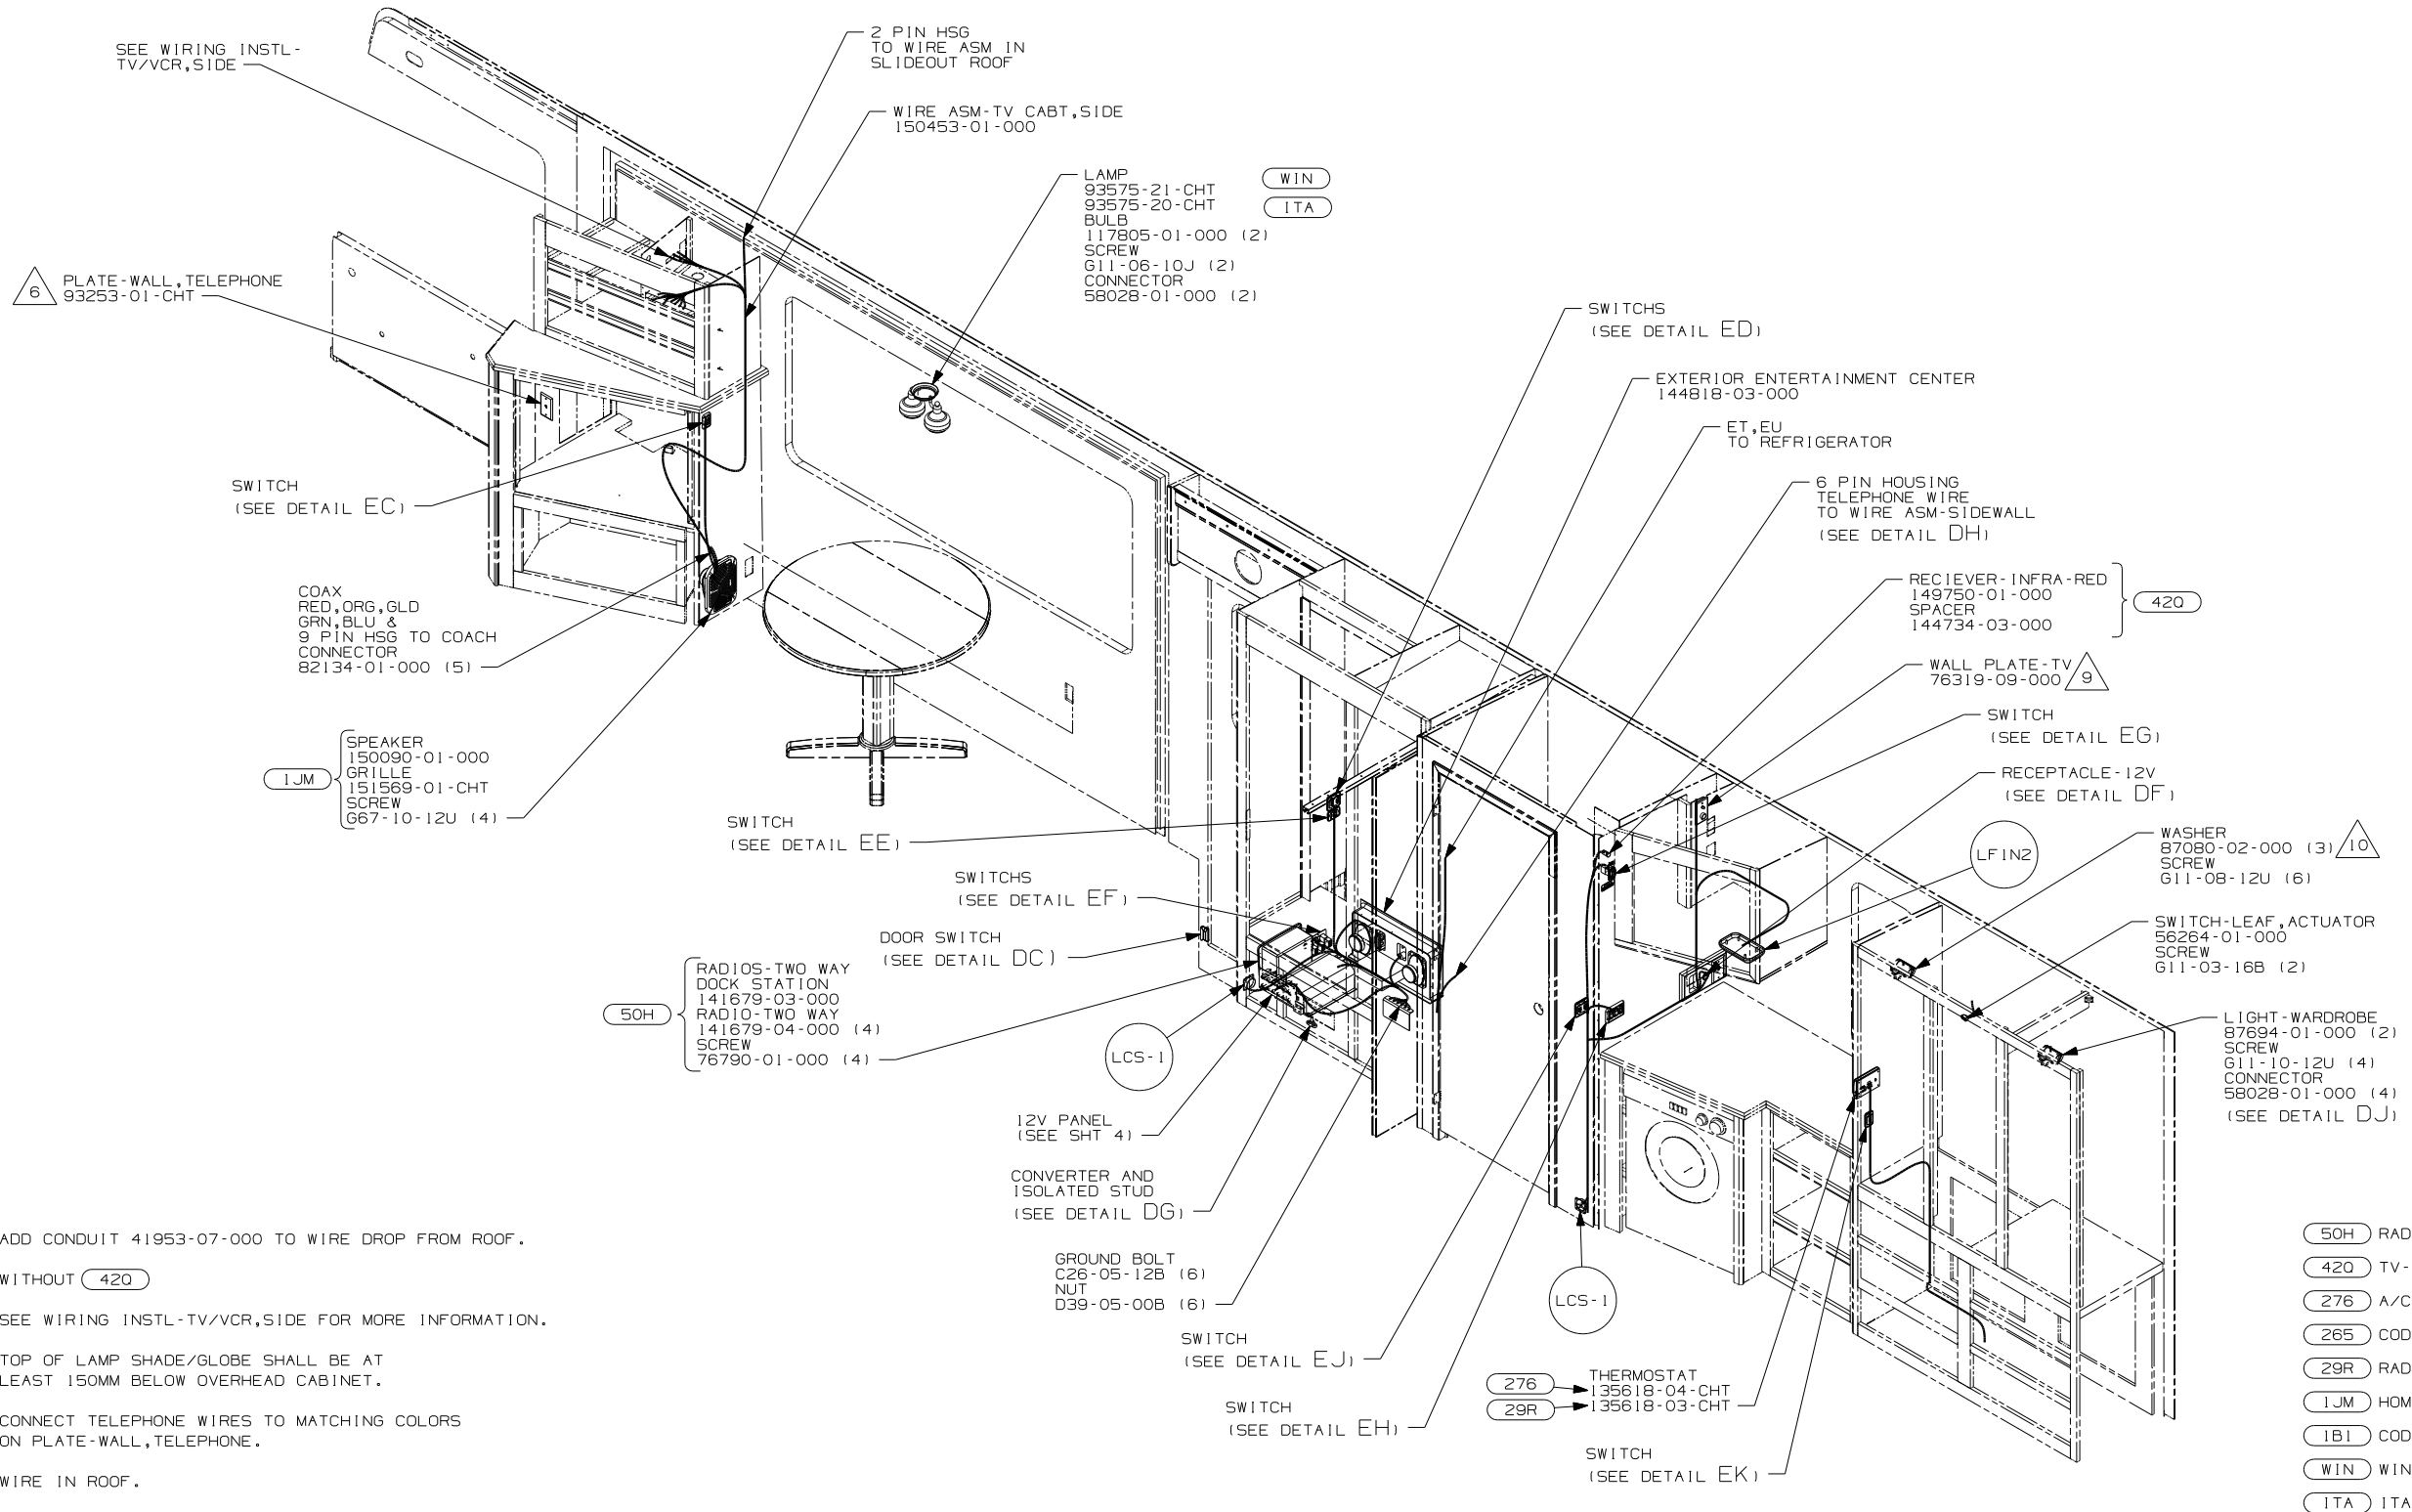 SEE WIRING INSTL-
TV/VCR,SIDE
2 PIN HSG
TO WIRE ASM IN
SLIDEOUT ROOF
WIRE ASM-TV CABT,SIDE
150453-01-000
LAMP
93575-21-CHT WIN
93575-20-CHT ITA
BULB
117805-01-000 (2)
SCREW
G11-06-10J (2)
CONNECTOR
58028-01-000 (2)
6 PLATE-WALL,TELEPHONE
93253-01-CHT
SWITCHS
(SEE DETAIL ED)
EXTERIOR ENTERTAINMENT CENTER
144818-03-000
ET,EU
TO REFRIGERATOR
6 PIN HOUSING
TELEPHONE WIRE
TO WIRE ASM-SIDEWALL
(SEE DETAIL DH)
SWITCH
(SEE DETAIL EC)
RECIEVER-INFRA-RED
149750-01-000
SPACER
144734-03-000
42Q
COAX
RED,ORG,GLD
GRN,BLU &
9 PIN HSG TO COACH
CONNECTOR
82134-01-000 (5)
WALL PLATE-TV
76319-09-000 9
SWITCH
(SEE DETAIL EG)
RECEPTACLE-12V
(SEE DETAIL DF)
1JM
SPEAKER
150090-01-000
GRILLE
151569-01-CHT
SCREW
G67-10-12U (4)
SWITCH
(SEE DETAIL EE)
LF1N2
WASHER
87080-02-000 (3) 10
SCREW
G11-08-12U (6)
SWITCHS
(SEE DETAIL EF)
SWITCH-LEAF,ACTUATOR
56264-01-000
SCREW
G11-03-16B (2)
DOOR SWITCH
(SEE DETAIL DC)
50H
RADIOS-TWO WAY
DOCK STATION
141679-03-000
RADIO-TWO WAY
141679-04-000 (4)
SCREW
76790-01-000 (4)
LCS-1
LIGHT-WARDROBE
87694-01-000 (2)
SCREW
G11-10-12U (4)
CONNECTOR
58028-01-000 (4)
(SEE DETAIL DJ)
12V PANEL
(SEE SHT 4)
CONVERTER AND
ISOLATED STUD
(SEE DETAIL DG)
GROUND BOLT
C26-05-12B (6)
NUT
D39-05-00B (6)
LCS-1
SWITCH
(SEE DETAIL EJ)
SWITCH
(SEE DETAIL EH)
THERMOSTAT
276 135618-04-CHT
29R 135618-03-CHT
SWITCH
(SEE DETAIL EK)
ADD CONDUIT 41953-07-000 TO WIRE DROP FROM ROOF.
WITHOUT 42Q
SEE WIRING INSTL-TV/VCR,SIDE FOR MORE INFORMATION.
TOP OF LAMP SHADE/GLOBE SHALL BE AT
LEAST 150MM BELOW OVERHEAD CABINET.
CONNECT TELEPHONE WIRES TO MATCHING COLORS
ON PLATE-WALL,TELEPHONE.
WIRE IN ROOF.
50H RAD
42Q TV-
276 A/C
265 COD
29R RAD
1JM HOM
1B1 COD
WIN WIN
ITA ITA